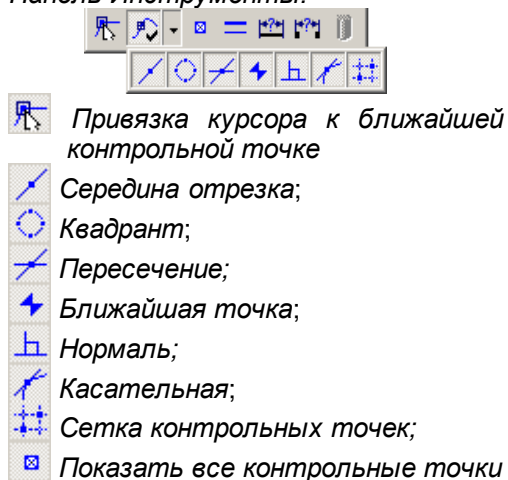 Панель Инструменты:
Привязка курсора к ближайшей
контрольной точке
Середина отрезка;
Квадрант;
Пересечение;
Ближайшая точка;
Нормаль;
Касательная;
Сетка контрольных точек;
Показать все контрольные точки